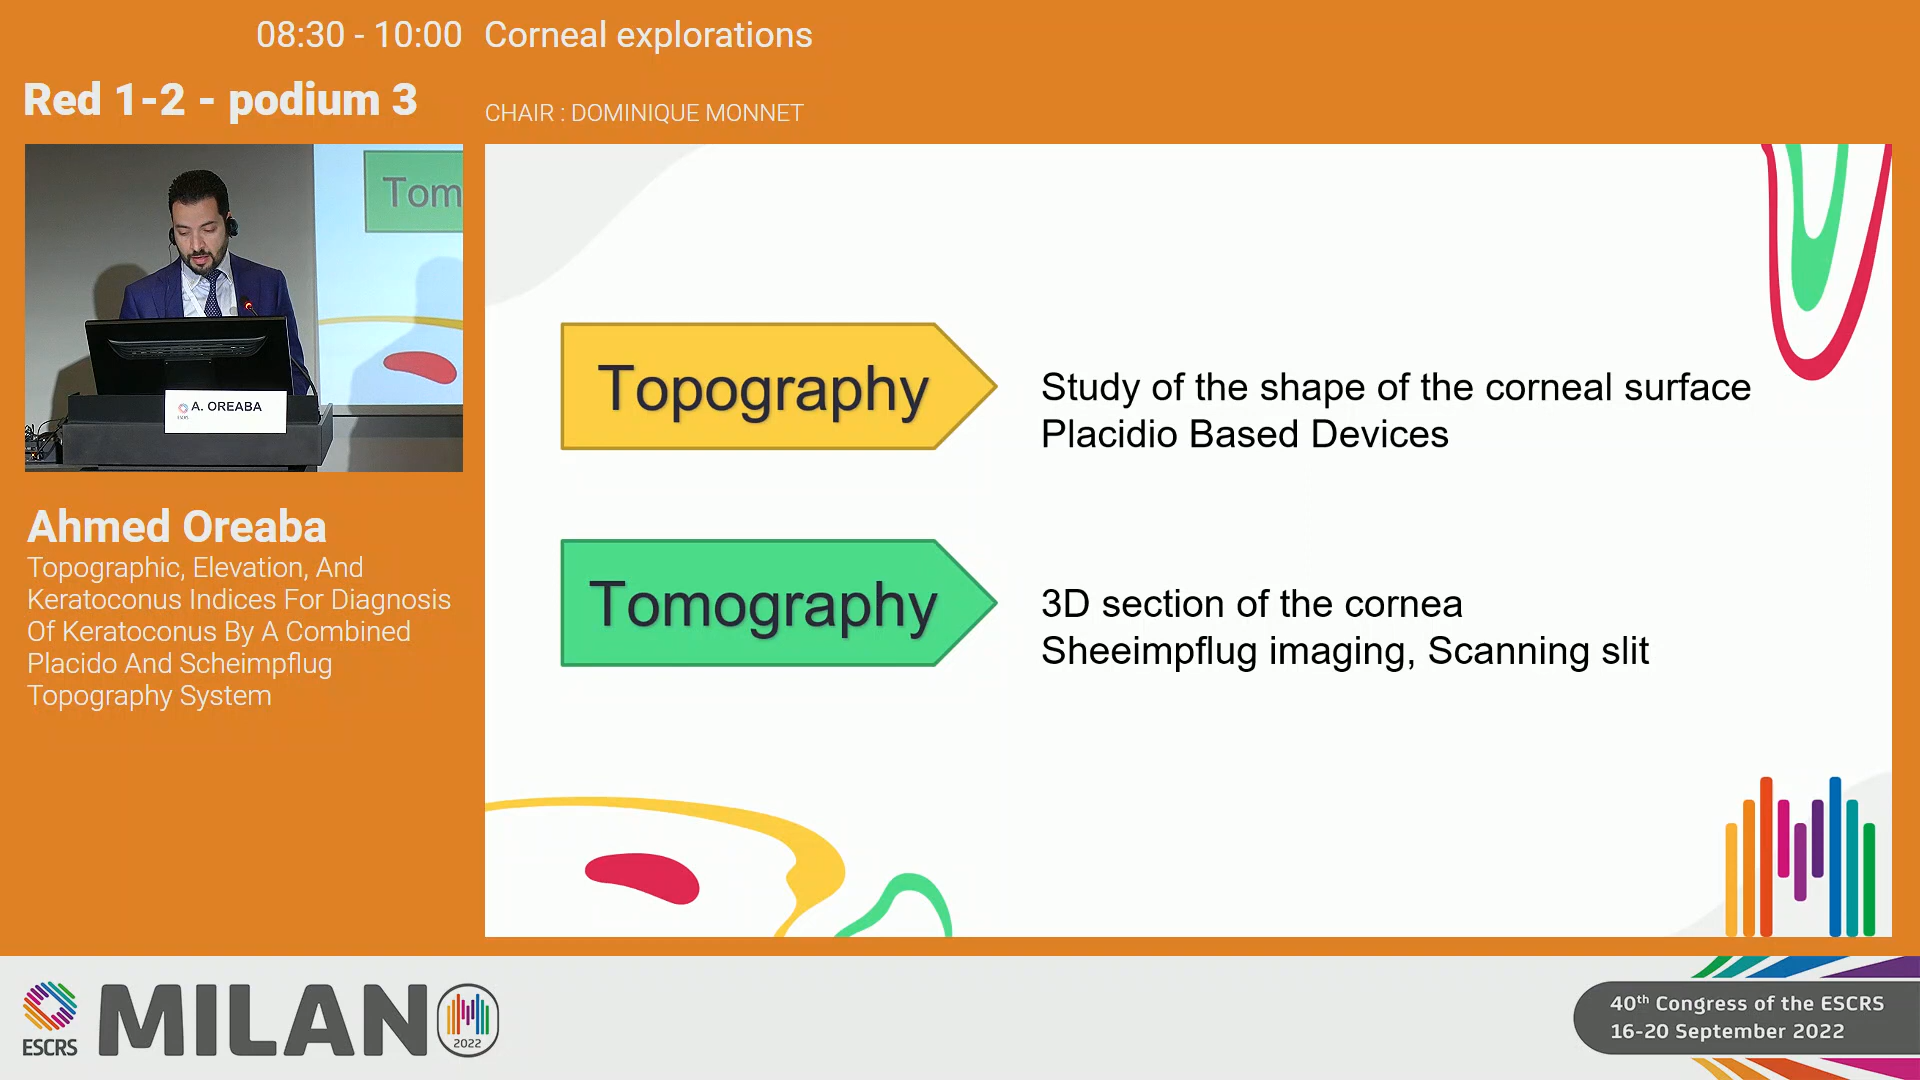 08:30 - 10:00 Corneal explorations
Red 1-2 - podium 3
CHAIR : DOMINIQUE MONNET
Tom
A. OREABA
Ahmed Oreaba
Topographic, Elevation, And
Keratoconus Indices For Diagnosis
Of Keratoconus By A Combined
Placido And Scheimpflug
Topography System
Topography
Study of the shape of the corneal surface
Placidio Based Devices
Tomography
3D section of the cornea
Sheeimpflug imaging, Scanning slit
ESCRS
MILANO
2022
40th Congress of the ESCRS
16-20 September 2022